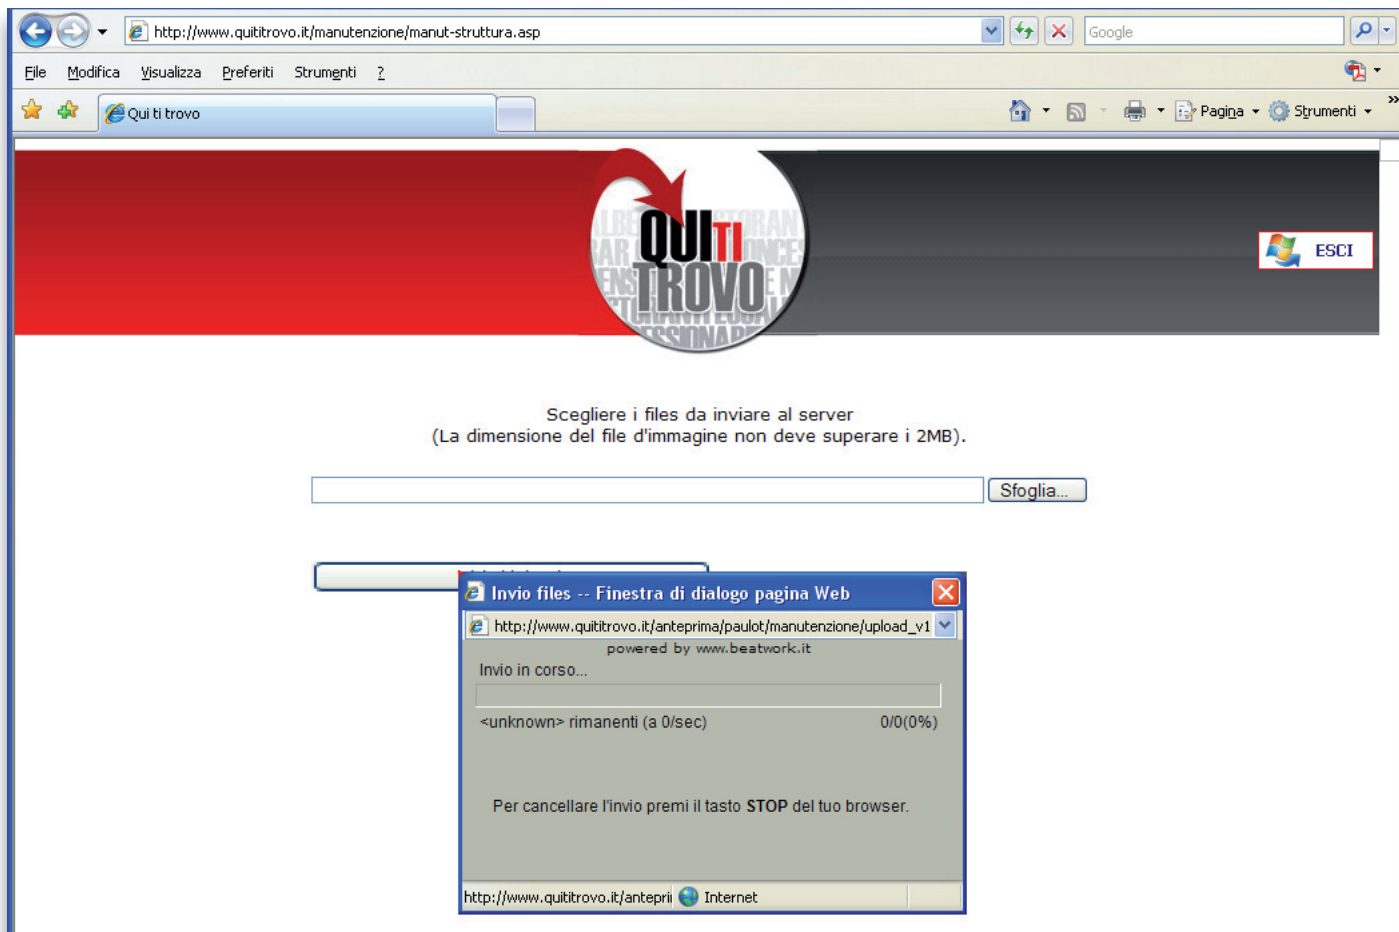 http://www.quititrovo.it/manutenzione/manut-struttura.asp
Google
File Modifica Visualizza Preferiti Strumenti ?
Qui ti trovo
Pagina
Strumenti
»
QUI TI
TROVO
ESCI
Scegliere i files da inviare al server
(La dimensione del file d'immagine non deve superare i 2MB).
Sfoglia...
Invio files -- Finestra di dialogo pagina Web
http://www.quititrovo.it/anteprima/paulot/manutenzione/upload_v1
powered by www.beatwork.it
Invio in corso...
<unknown> rimanenti (a 0/sec) 0/0(0%)
Per cancellare l'invio premi il tasto STOP del tuo browser.
http://www.quititrovo.it/antepri Internet